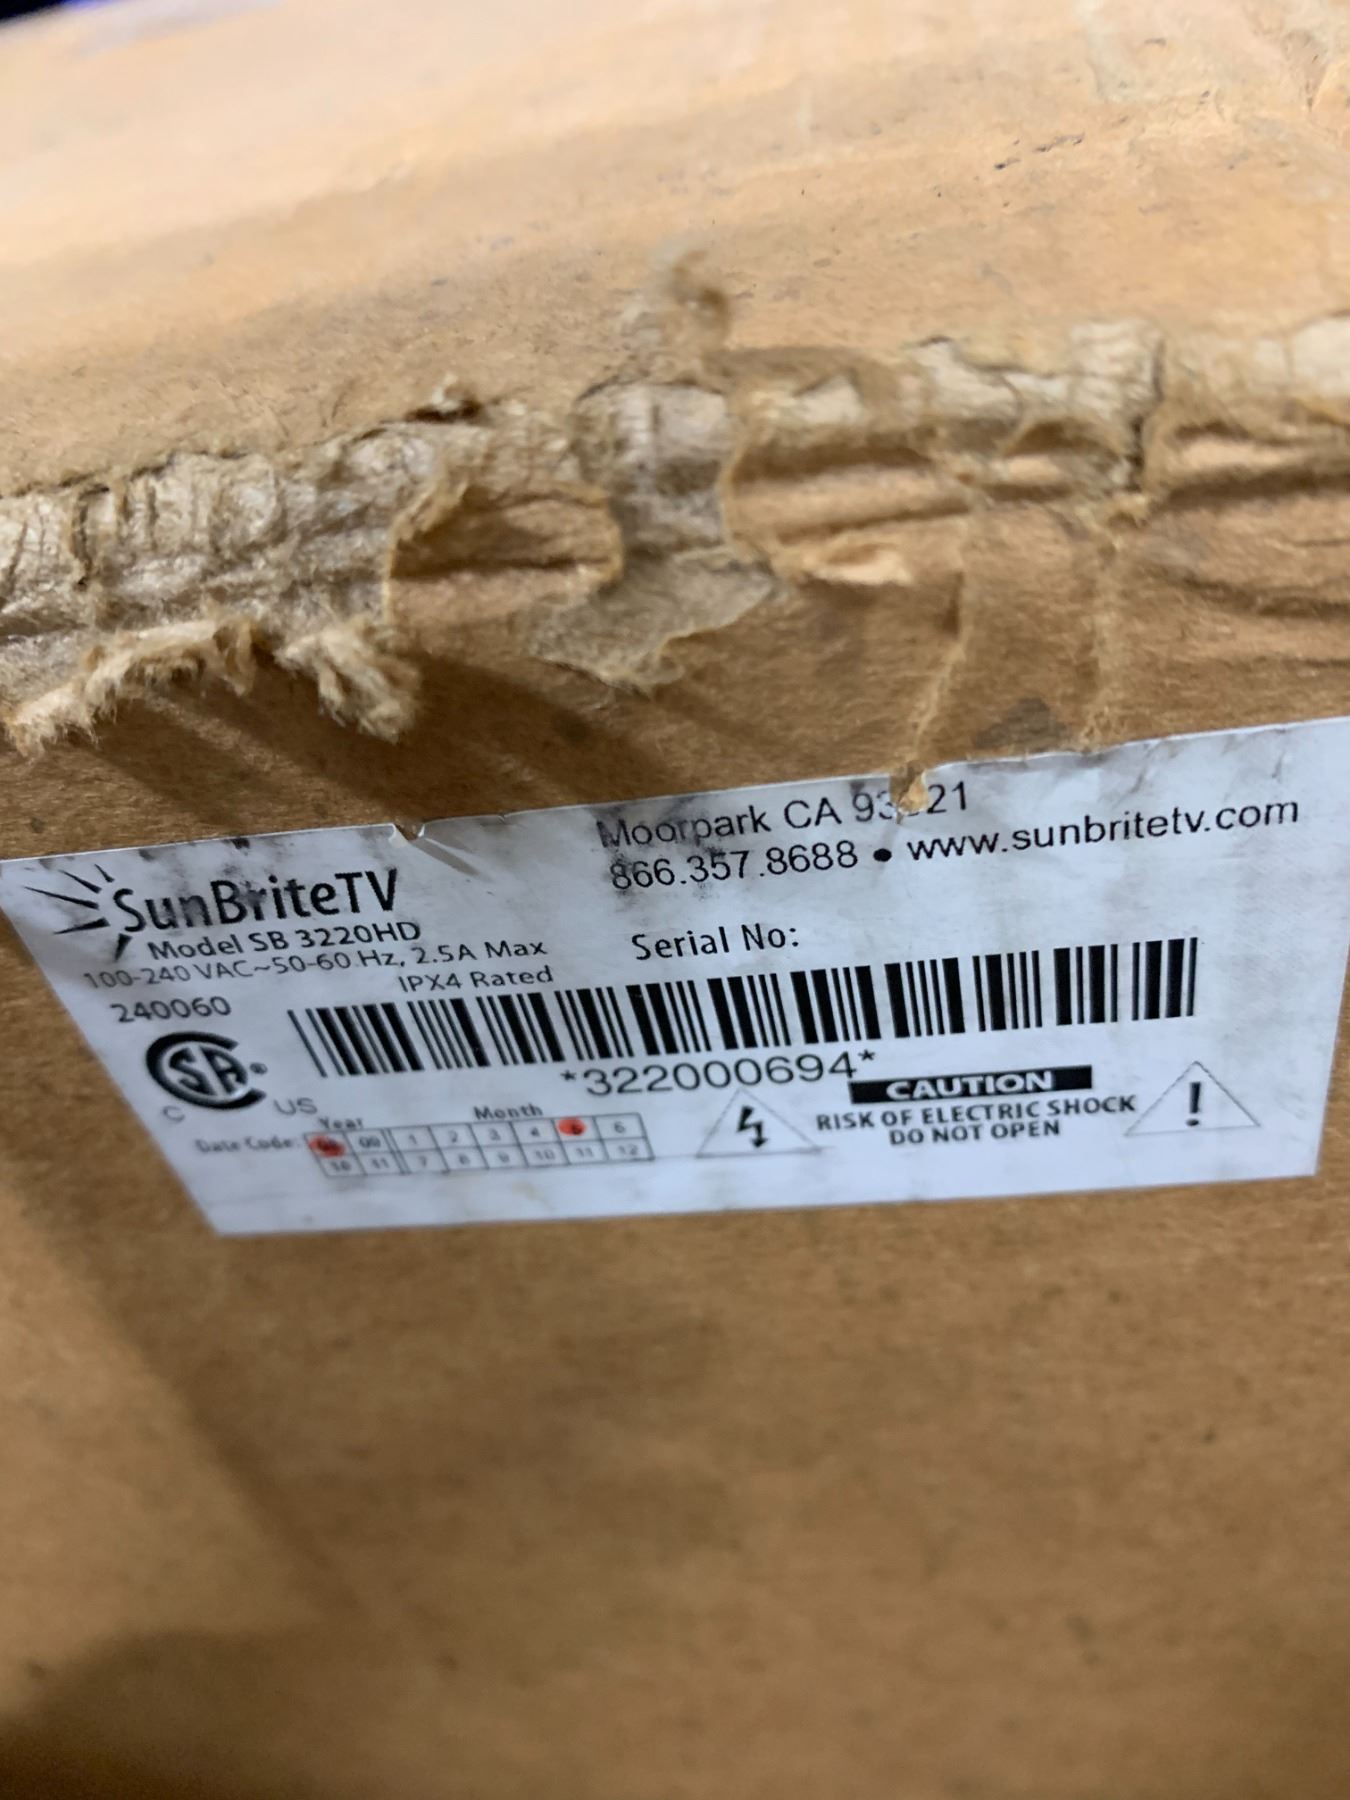 SunBriteTV
Model SB 3220HD
100-240 VAC~50-60 Hz, 2.5A Max
IPX4 Rated
240060
Moorpark CA
866.357.8688 • www.sunbritetv.com
Serial No:
*322000694*
C SA® US
Year Month
Date Code: 09 1 2 3 4 5 6
10 11 7 8 9 10 11 12
CAUTION
RISK OF ELECTRIC SHOCK
DO NOT OPEN
!